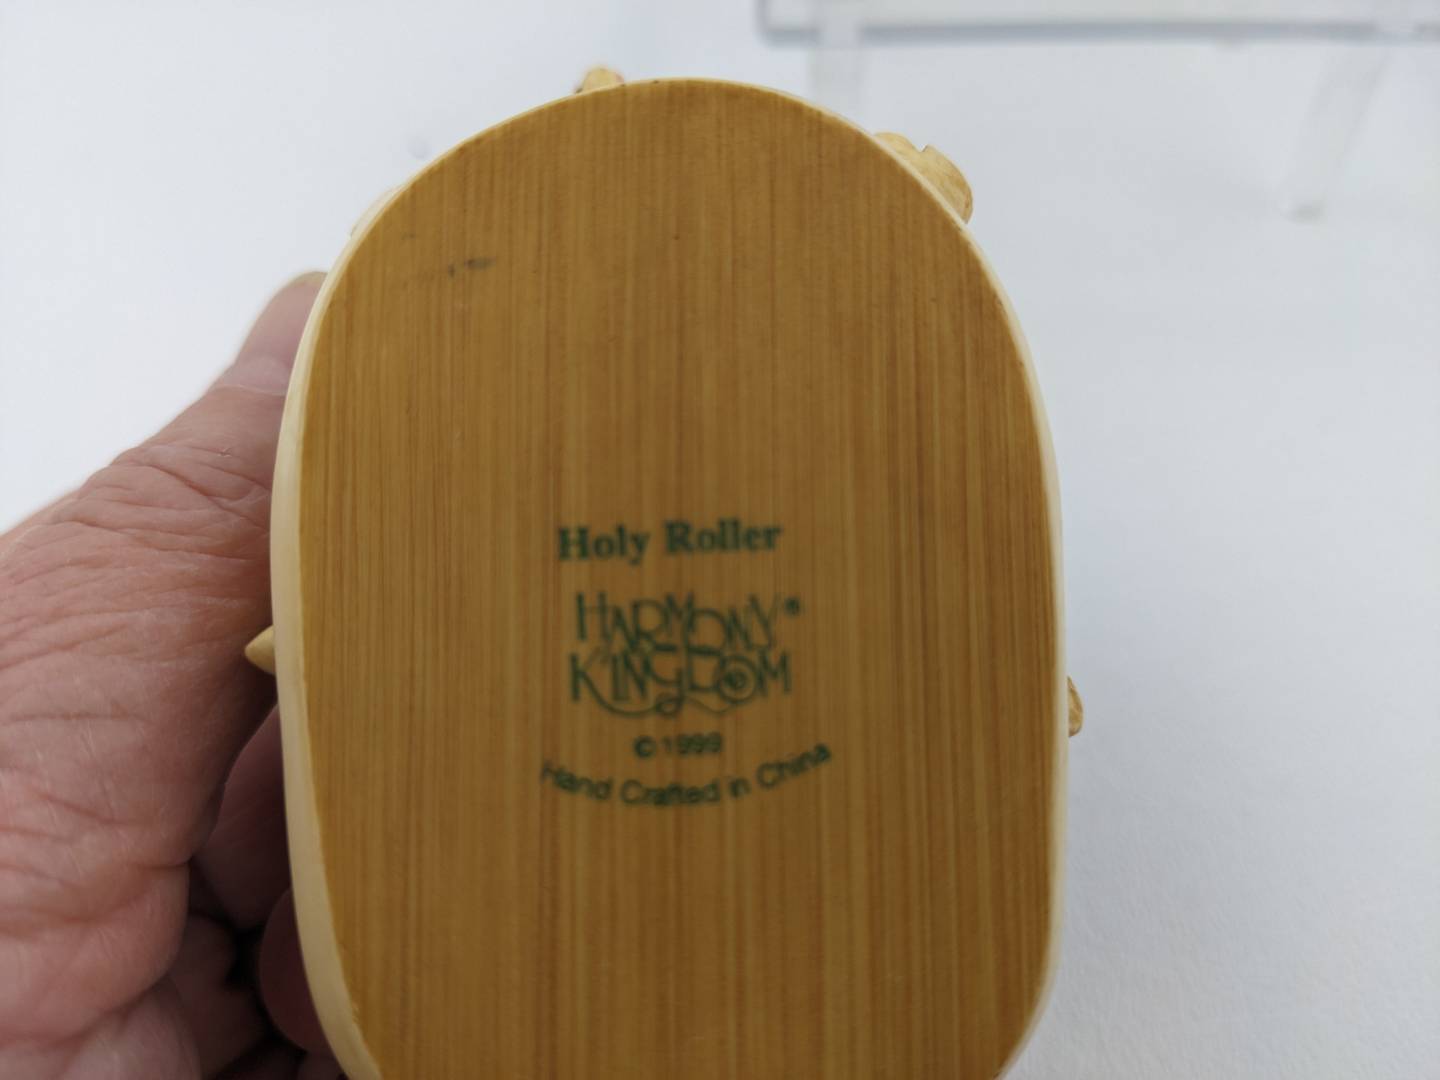 Holy Roller
HARMONY®
KINGDOM
© 1999
Hand Crafted in China